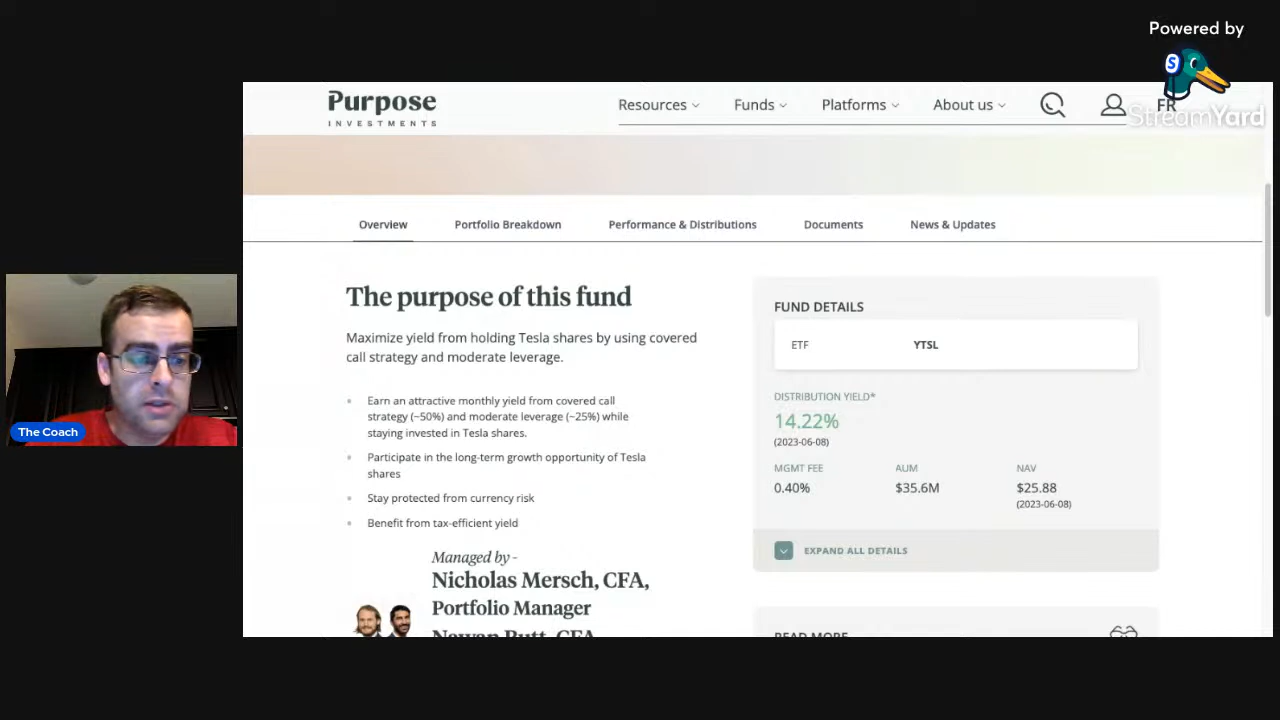 Powered by
S
StreamYard
Purpose
INVESTMENTS
Resources
Funds
Platforms
About us
FR
Overview
Portfolio Breakdown
Performance & Distributions
Documents
News & Updates
The purpose of this fund
Maximize yield from holding Tesla shares by using covered
call strategy and moderate leverage.
Earn an attractive monthly yield from covered call
strategy (~50%) and moderate leverage (~25%) while
staying invested in Tesla shares.
Participate in the long-term growth opportunity of Tesla
shares
Stay protected from currency risk
Benefit from tax-efficient yield
Managed by -
Nicholas Mersch, CFA,
Portfolio Manager
FUND DETAILS
ETF YTSL
DISTRIBUTION YIELD*
14.22%
(2023-06-08)
MGMT FEE AUM NAV
0.40% $35.6M $25.88
(2023-06-08)
EXPAND ALL DETAILS
READ MORE
The Coach